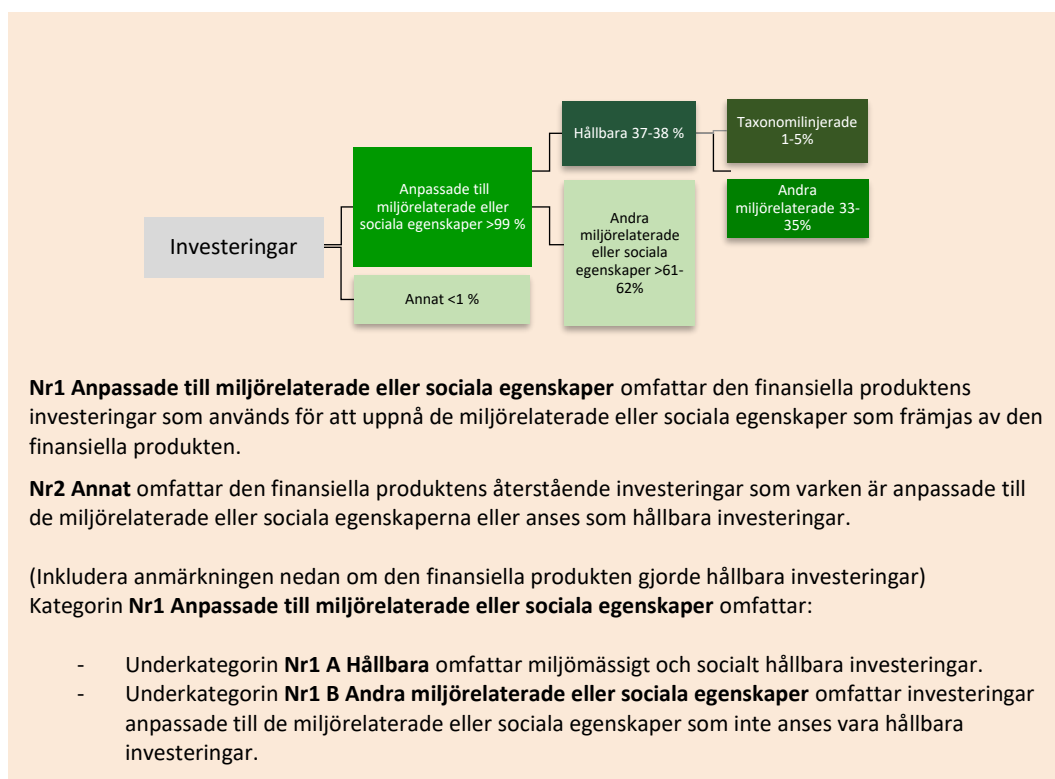 Investeringar
Anpassade till
miljörelaterade eller
sociala egenskaper >99 %
Annat <1 %
Hållbara 37-38 %
Andra
miljörelaterade
eller sociala
egenskaper >61-
62%
Taxonomilinjerade
1-5%
Andra
miljörelaterade 33-
35%
Nr1 Anpassade till miljörelaterade eller sociala egenskaper omfattar den finansiella produktens
investeringar som används för att uppnå de miljörelaterade eller sociala egenskaper som främjas av den
finansiella produkten.
Nr2 Annat omfattar den finansiella produktens återstående investeringar som varken är anpassade till
de miljörelaterade eller sociala egenskaperna eller anses som hållbara investeringar.
(Inkludera anmärkningen nedan om den finansiella produkten gjorde hållbara investeringar)
Kategorin Nr1 Anpassade till miljörelaterade eller sociala egenskaper omfattar:
- Underkategorin Nr1 A Hållbara omfattar miljömässigt och socialt hållbara investeringar.
- Underkategorin Nr1 B Andra miljörelaterade eller sociala egenskaper omfattar investeringar
anpassade till de miljörelaterade eller sociala egenskaper som inte anses vara hållbara
investeringar.